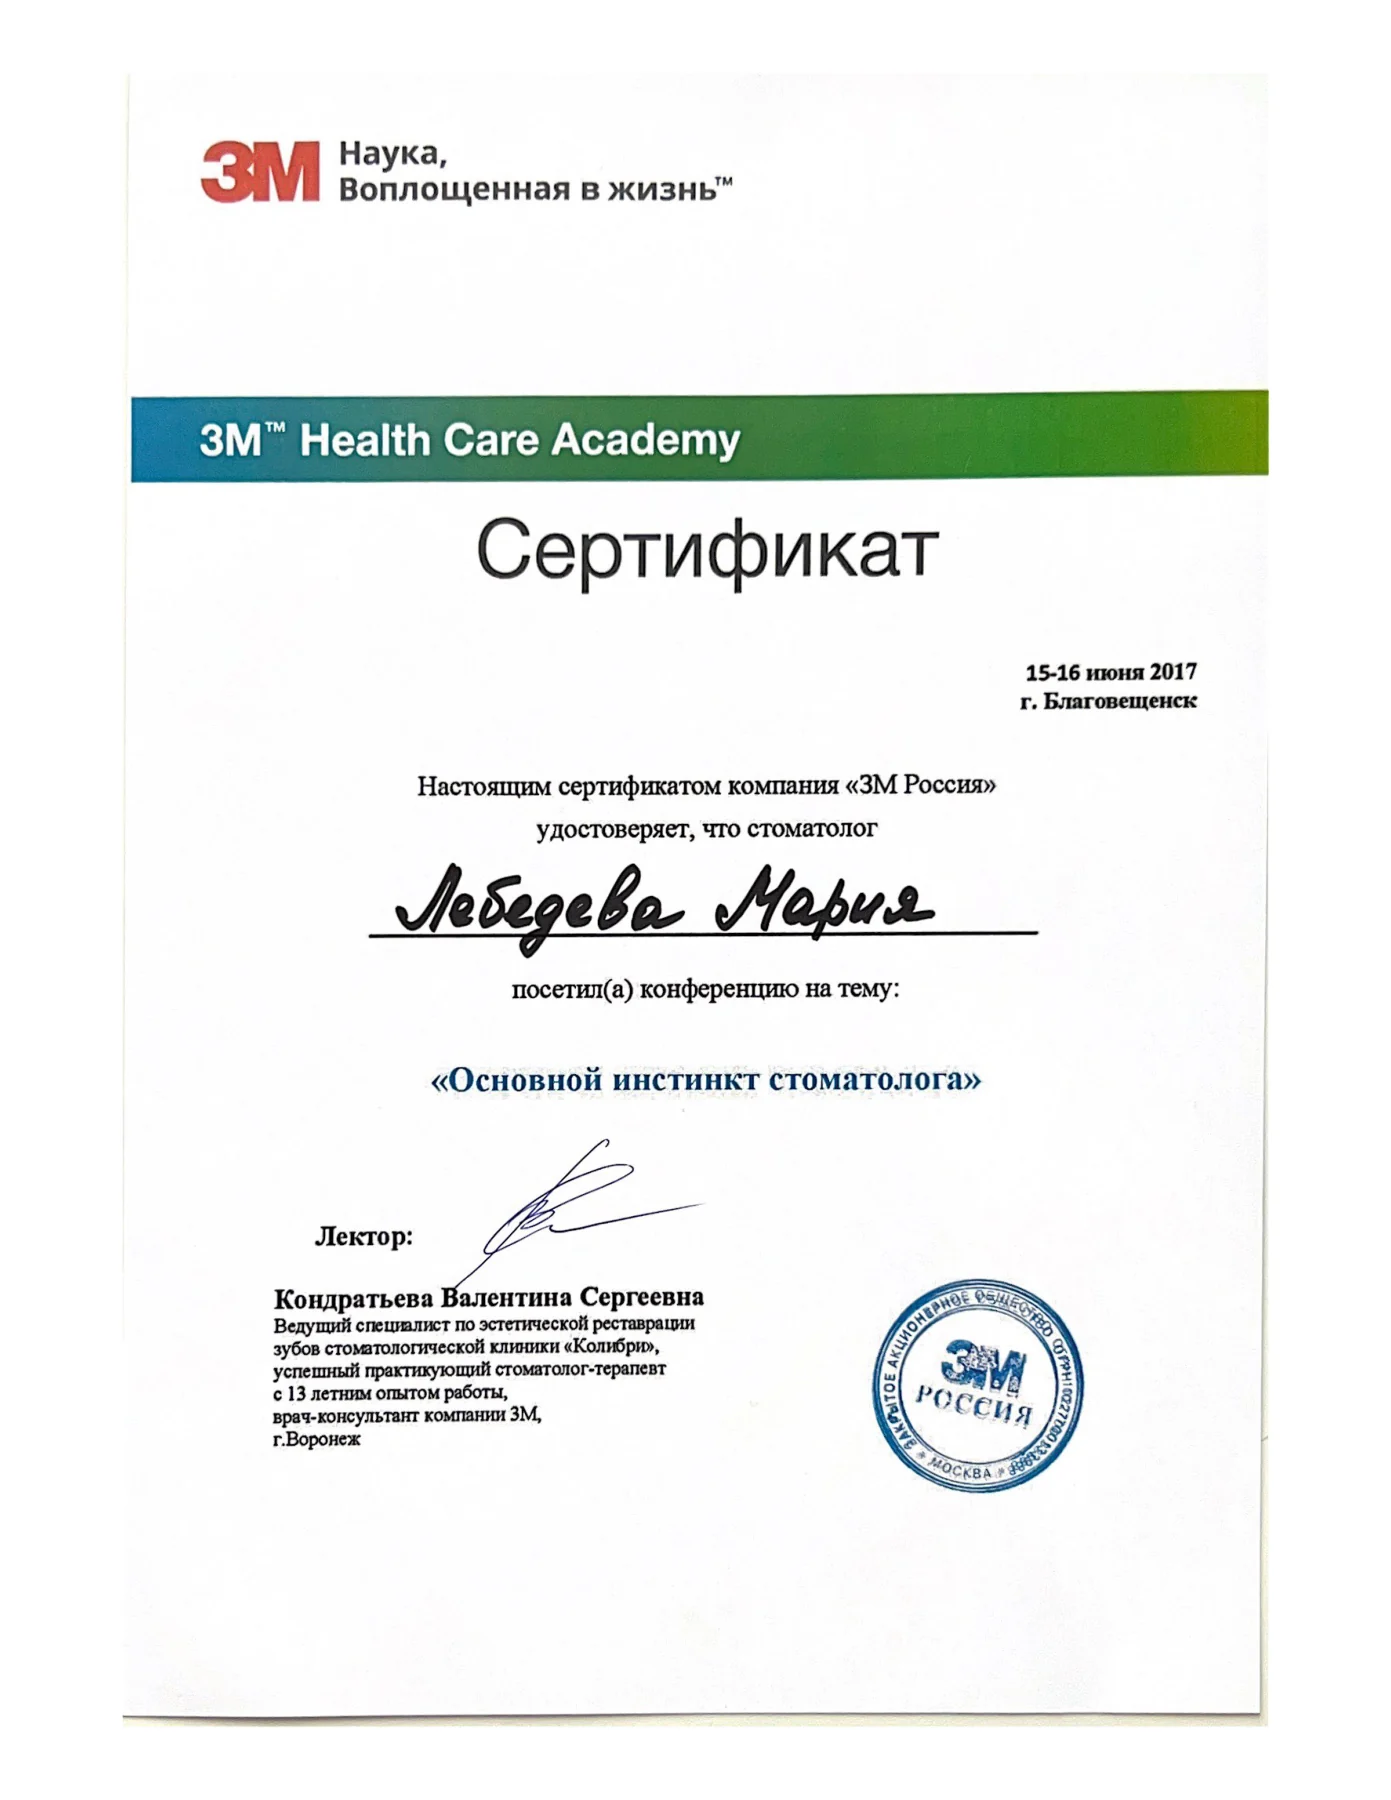 3M Наука,
Воплощенная в жизнь™
3M™ Health Care Academy
Сертификат
15-16 июня 2017
г. Благовещенск
Настоящим сертификатом компания «3М Россия»
удостоверяет, что стоматолог
Лебедева Мария
посетил(а) конференцию на тему:
«Основной инстинкт стоматолога»
Лектор:
Кондратьева Валентина Сергеевна
Ведущий специалист по эстетической реставрации
зубов стоматологической клиники «Колибри»,
успешный практикующий стоматолог-терапевт
с 13 летним опытом работы,
врач-консультант компании 3М,
г.Воронеж
ЗАКРЫТОЕ АКЦИОНЕРНОЕ ОБЩЕСТВО
3М
РОССИЯ
* МОСКВА *